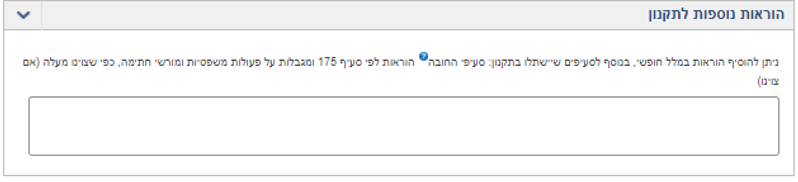 הוראות נוספות לתקנון
ניתן להוסיף הוראות במלל חופשי, בנוסף לסעיפים שיישתלו בתקנון: סעיפי החובה? הוראות לפי סעיף 175 ומגבלות על פעולות משפטיות ומורשי חתימה, כפי שצוינו מעלה (אם
צוינו)